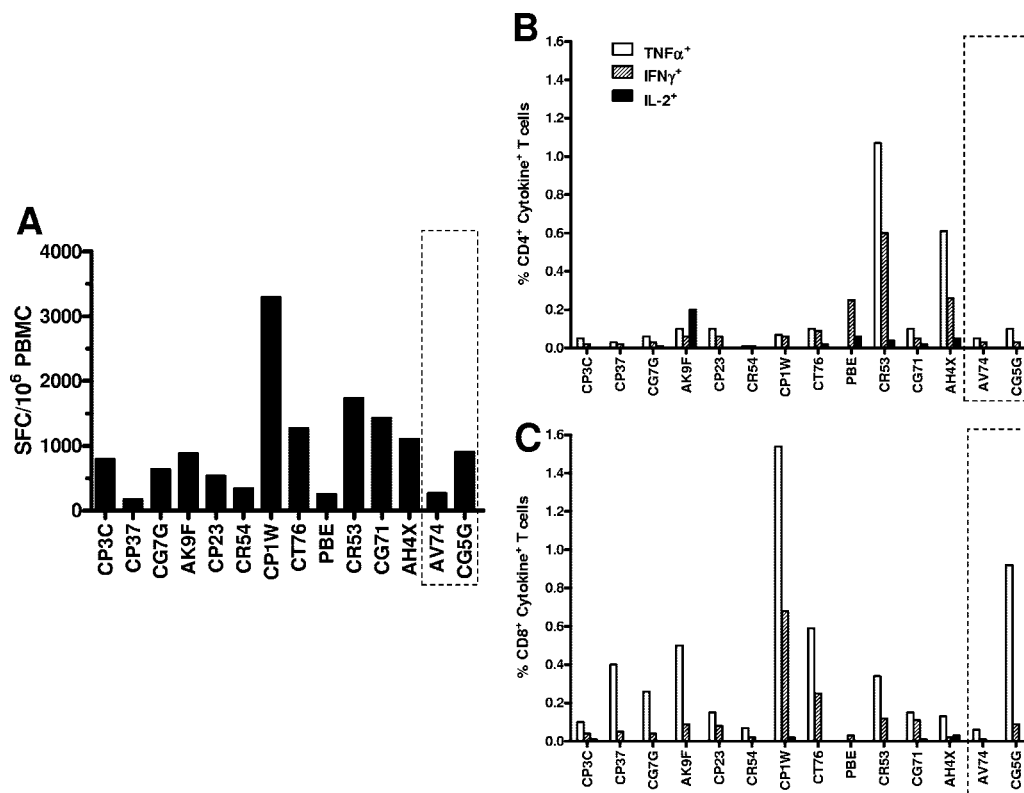 A
4000
3000
2000
1000
0
SFC/10⁶ PBMC
CP3C
CP37
CG7G
AK9F
CP23
CR54
CP1W
CT76
PBE
CR53
CG71
AH4X
AV74
CG5G
B
1.6
1.4
1.2
1.0
0.8
0.6
0.4
0.2
0.0
% CD4⁺ Cytokine⁺ T cells
TNFα⁺
IFNγ⁺
IL-2⁺
CP3C
CP37
CG7G
AK9F
CP23
CR54
CP1W
CT76
PBE
CR53
CG71
AH4X
AV74
CG5G
C
1.6
1.4
1.2
1.0
0.8
0.6
0.4
0.2
0.0
% CD8⁺ Cytokine⁺ T cells
CP3C
CP37
CG7G
AK9F
CP23
CR54
CP1W
CT76
PBE
CR53
CG71
AH4X
AV74
CG5G